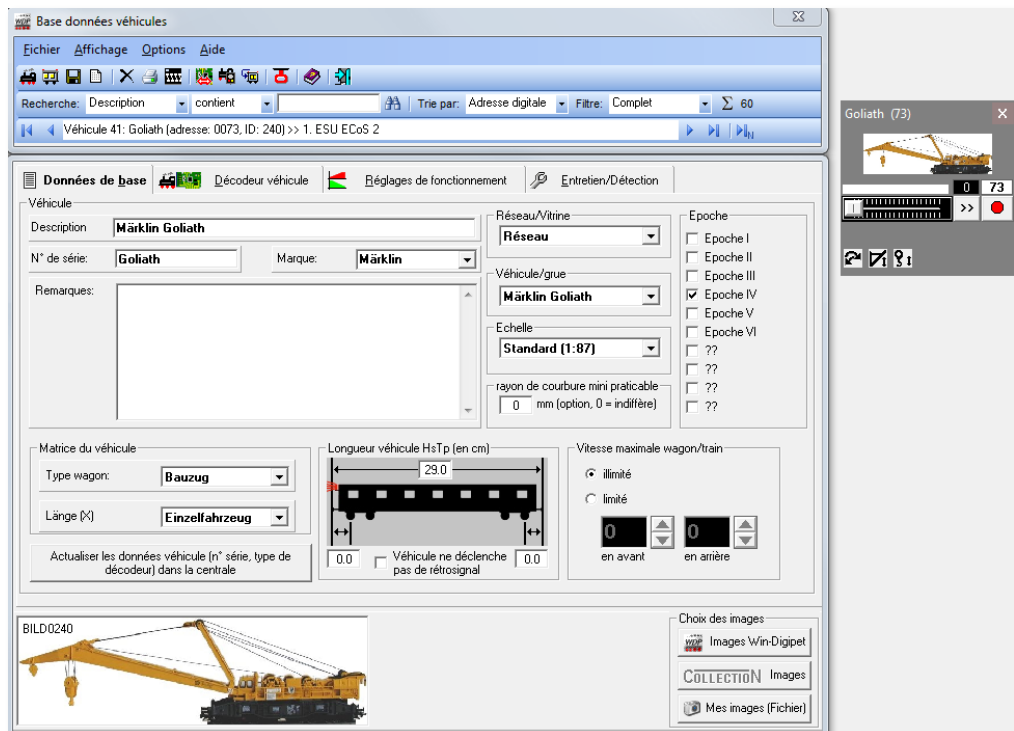 Base données véhicules
Fichier Affichage Options Aide
Recherche: Description contient Trie par: Adresse digitale Filtre: Complet Σ 60
Véhicule 41: Goliath (adresse: 0073, ID: 240) >> 1. ESU ECoS 2
Données de base Décodeur véhicule Réglages de fonctionnement Entretien/Détection
Véhicule
Description Märklin Goliath
N° de série: Goliath Marque: Märklin
Remarques:
Réseau/Vitrine
Réseau
Véhicule/grue
Märklin Goliath
Echelle
Standard (1:87)
rayon de courbure mini praticable
0 mm (option, 0 = indiffère)
Epoche
Epoche I
Epoche II
Epoche III
Epoche IV
Epoche V
Epoche VI
??
??
??
??
Matrice du véhicule
Type wagon: Bauzug
Länge (X) Einzelfahrzeug
Actualiser les données véhicule (n° série, type de
décodeur) dans la centrale
Longueur véhicule HsTp (en cm)
29.0
0.0 Véhicule ne déclenche 0.0
pas de rétrosignal
Vitesse maximale wagon/train
illimité
limité
0 0
en avant en arrière
BILD0240
Choix des images
WDP Images Win-Digipet
COLLECTION Images
Mes images (Fichier)
Goliath (73)
0 73
>>